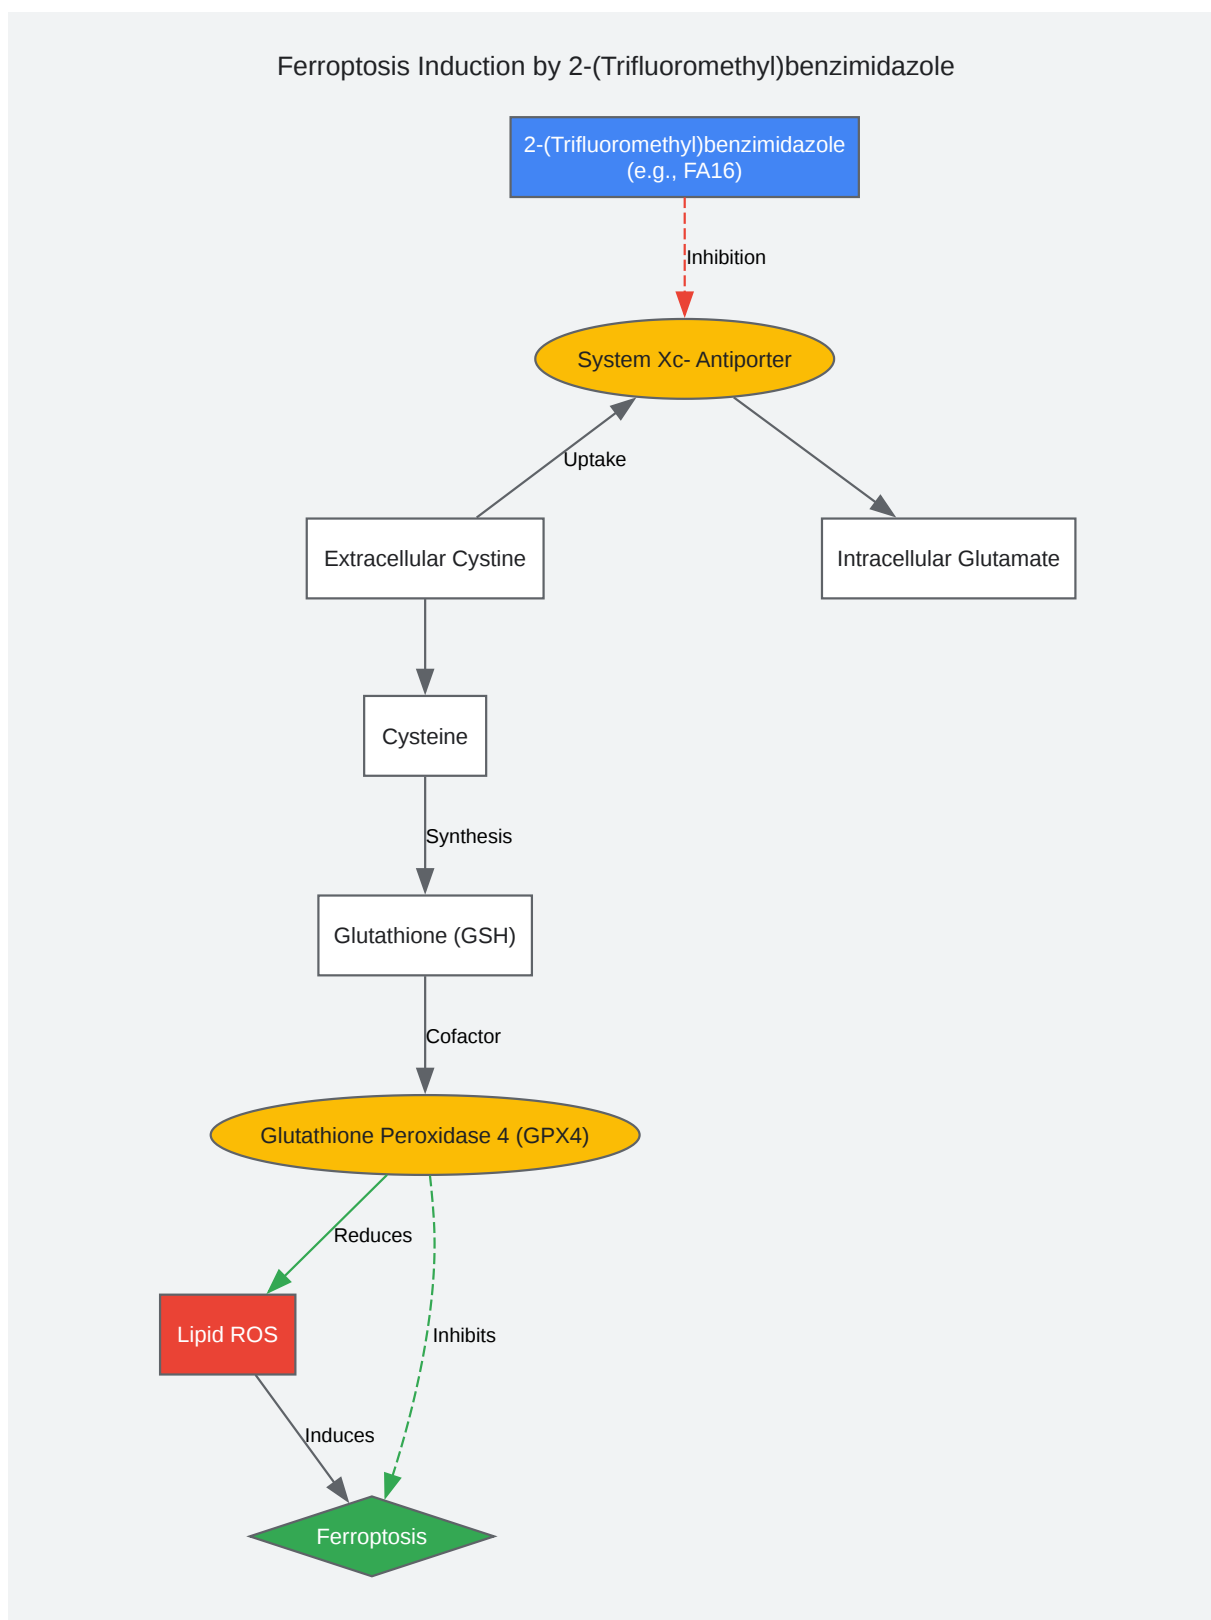 Ferroptosis Induction by 2-(Trifluoromethyl)benzimidazole
2-(Trifluoromethyl)benzimidazole
(e.g., FA16)
Inhibition
System Xc- Antiporter
Uptake
Extracellular Cystine
Intracellular Glutamate
Cysteine
Synthesis
Glutathione (GSH)
Cofactor
Glutathione Peroxidase 4 (GPX4)
Reduces
Lipid ROS
Inhibits
Induces
Ferroptosis